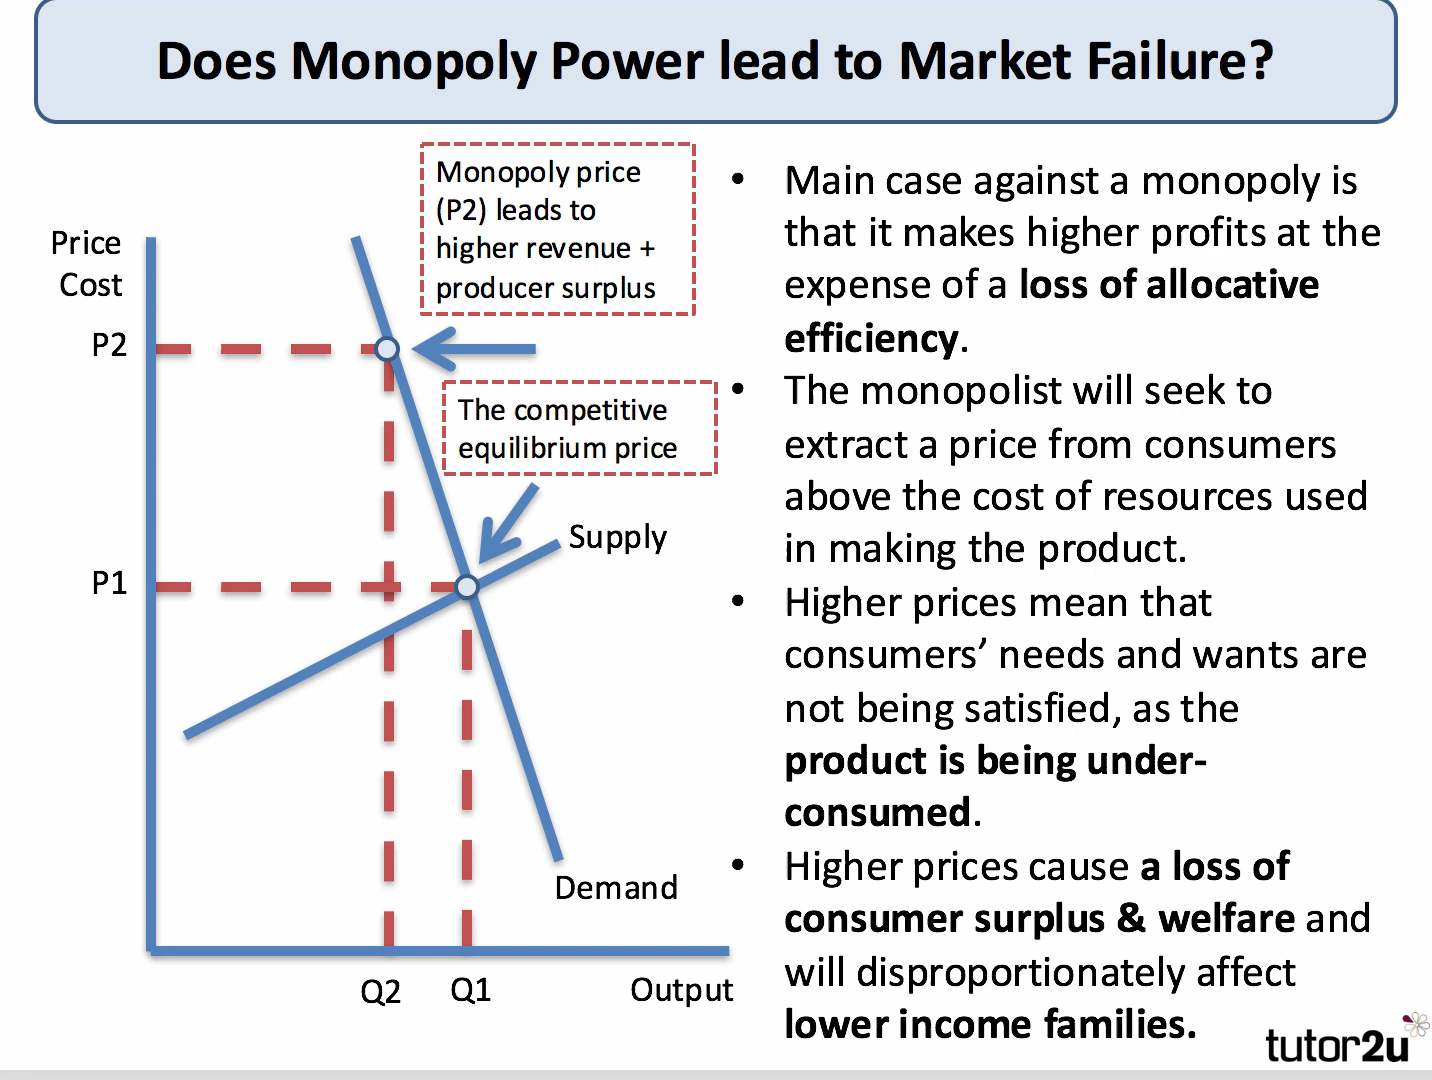 Does Monopoly Power lead to Market Failure?
Monopoly price
(P2) leads to
higher revenue +
producer surplus
Price
Cost
P2
The competitive
equilibrium price
Supply
P1
Demand
Q2
Q1
Output
• Main case against a monopoly is
that it makes higher profits at the
expense of a loss of allocative
efficiency.
• The monopolist will seek to
extract a price from consumers
above the cost of resources used
in making the product.
• Higher prices mean that
consumers’ needs and wants are
not being satisfied, as the
product is being under-
consumed.
• Higher prices cause a loss of
consumer surplus & welfare and
will disproportionately affect
lower income families.
tutor2u